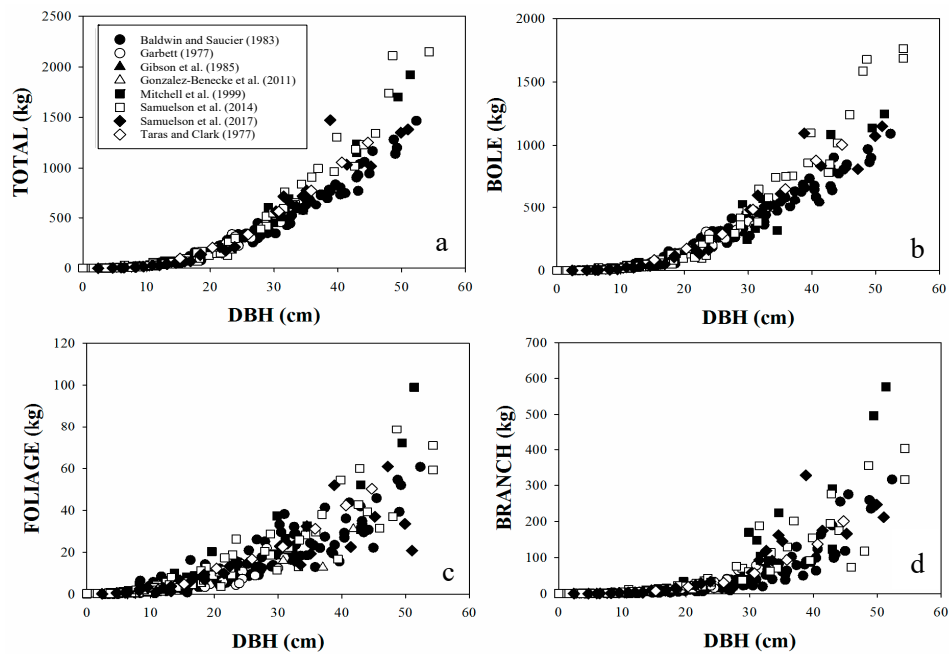 a
TOTAL (kg)
2500
2000
1500
1000
500
0
0 10 20 30 40 50 60
DBH (cm)
Baldwin and Saucier (1983)
Garbett (1977)
Gibson et al. (1985)
Gonzalez-Benecke et al. (2011)
Mitchell et al. (1999)
Samuelson et al. (2014)
Samuelson et al. (2017)
Taras and Clark (1977)
b
BOLE (kg)
2000
1500
1000
500
0
0 10 20 30 40 50 60
DBH (cm)
c
FOLIAGE (kg)
120
100
80
60
40
20
0
0 10 20 30 40 50 60
DBH (cm)
d
BRANCH (kg)
700
600
500
400
300
200
100
0
0 10 20 30 40 50 60
DBH (cm)